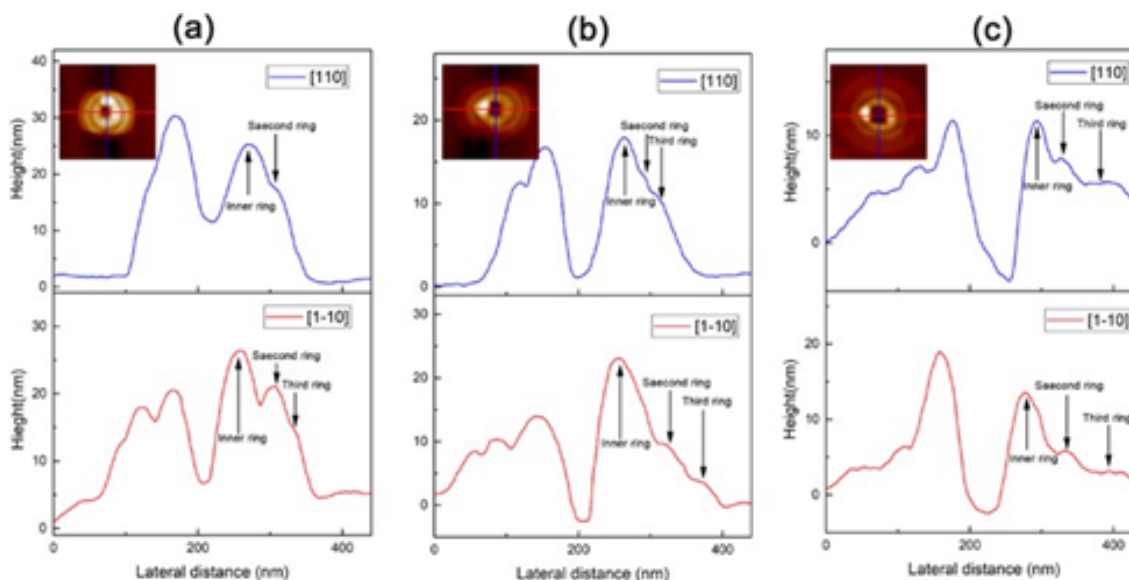 (a)
40
[110]
Saecond ring
30
Height(nm)
20
Inner ring
10
0
[1-10]
30
Saecond ring
Third ring
Hieght(nm)
20
Inner ring
10
0
0 200 400
Lateral distance (nm)
(b)
[110]
20
Saecond ring
Third ring
Height(nm)
Inner ring
10
0
[1-10]
30
Saecond ring
20
Third ring
Height(nm)
Inner ring
10
0
0 200 400
Lateral distance (nm)
(c)
[110]
Saecond ring
Third ring
10
Height(nm)
Inner ring
0
[1-10]
20
Saecond ring
Third ring
Height(nm)
10
Inner ring
0
0 200 400
Lateral distance (nm)